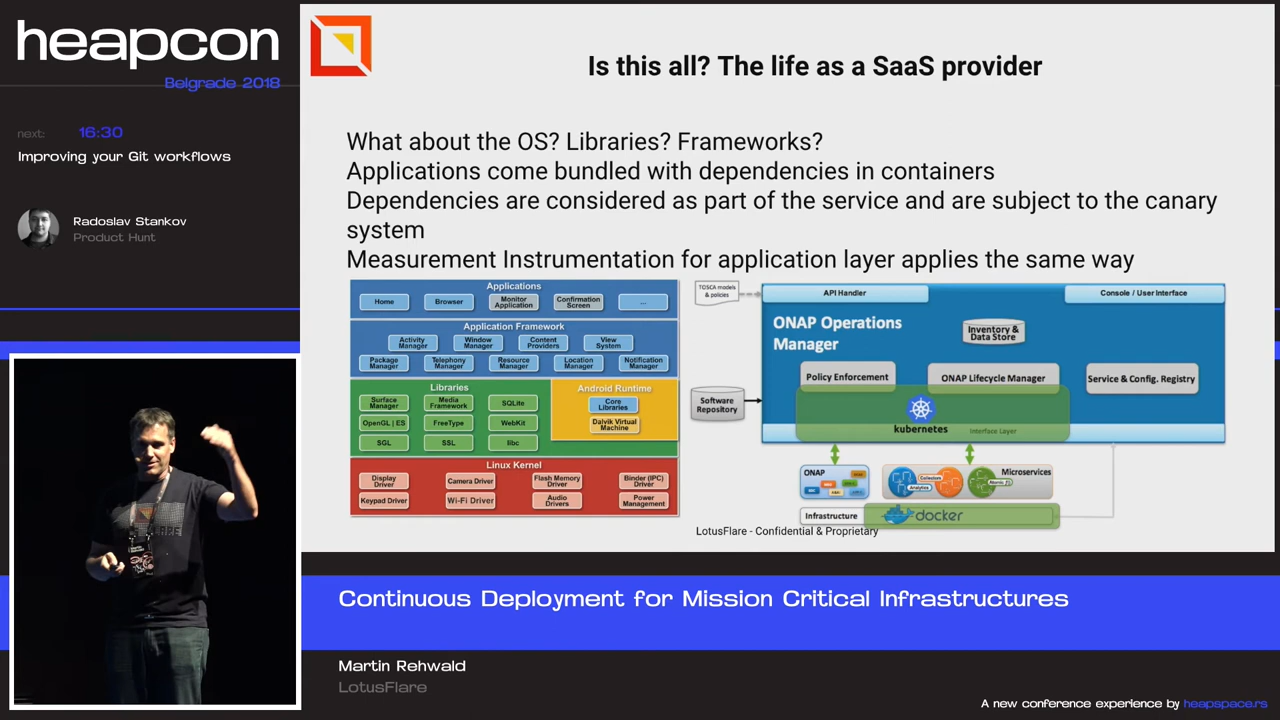 heapcon
Belgrade 2018
next: 16:30
Improving your Git workflows
Radoslav Stankov
Product Hunt
Is this all? The life as a SaaS provider
What about the OS? Libraries? Frameworks?
Applications come bundled with dependencies in containers
Dependencies are considered as part of the service and are subject to the canary
system
Measurement Instrumentation for application layer applies the same way
Applications
Home
Browser
Monitor
Application
Confirmation
Screen
...
Application Framework
Activity
Manager
Window
Manager
Content
Providers
View
System
Package
Manager
Telephony
Manager
Resource
Manager
Location
Manager
Notification
Manager
Libraries
Surface
Manager
Media
Framework
SQLite
OpenGL | ES
FreeType
WebKit
SGL
SSL
libc
Android Runtime
Core
Libraries
Dalvik Virtual
Machine
Linux Kernel
Display
Driver
Camera Driver
Flash Memory
Driver
Binder (IPC)
Driver
Keypad Driver
Wi-Fi Driver
Audio
Drivers
Power
Management
TOSCA models
& policies
API Handler
Console / User Interface
ONAP Operations
Manager
Inventory &
Data Store
Policy Enforcement
ONAP Lifecycle Manager
Service & Config. Registry
Software
Repository
kubernetes
Interface Layer
ONAP
Microservices
Collectors
Analytics
Infrastructure
docker
LotusFlare - Confidential & Proprietary
Continuous Deployment for Mission Critical Infrastructures
Martin Rehwald
LotusFlare
A new conference experience by heapspace.rs